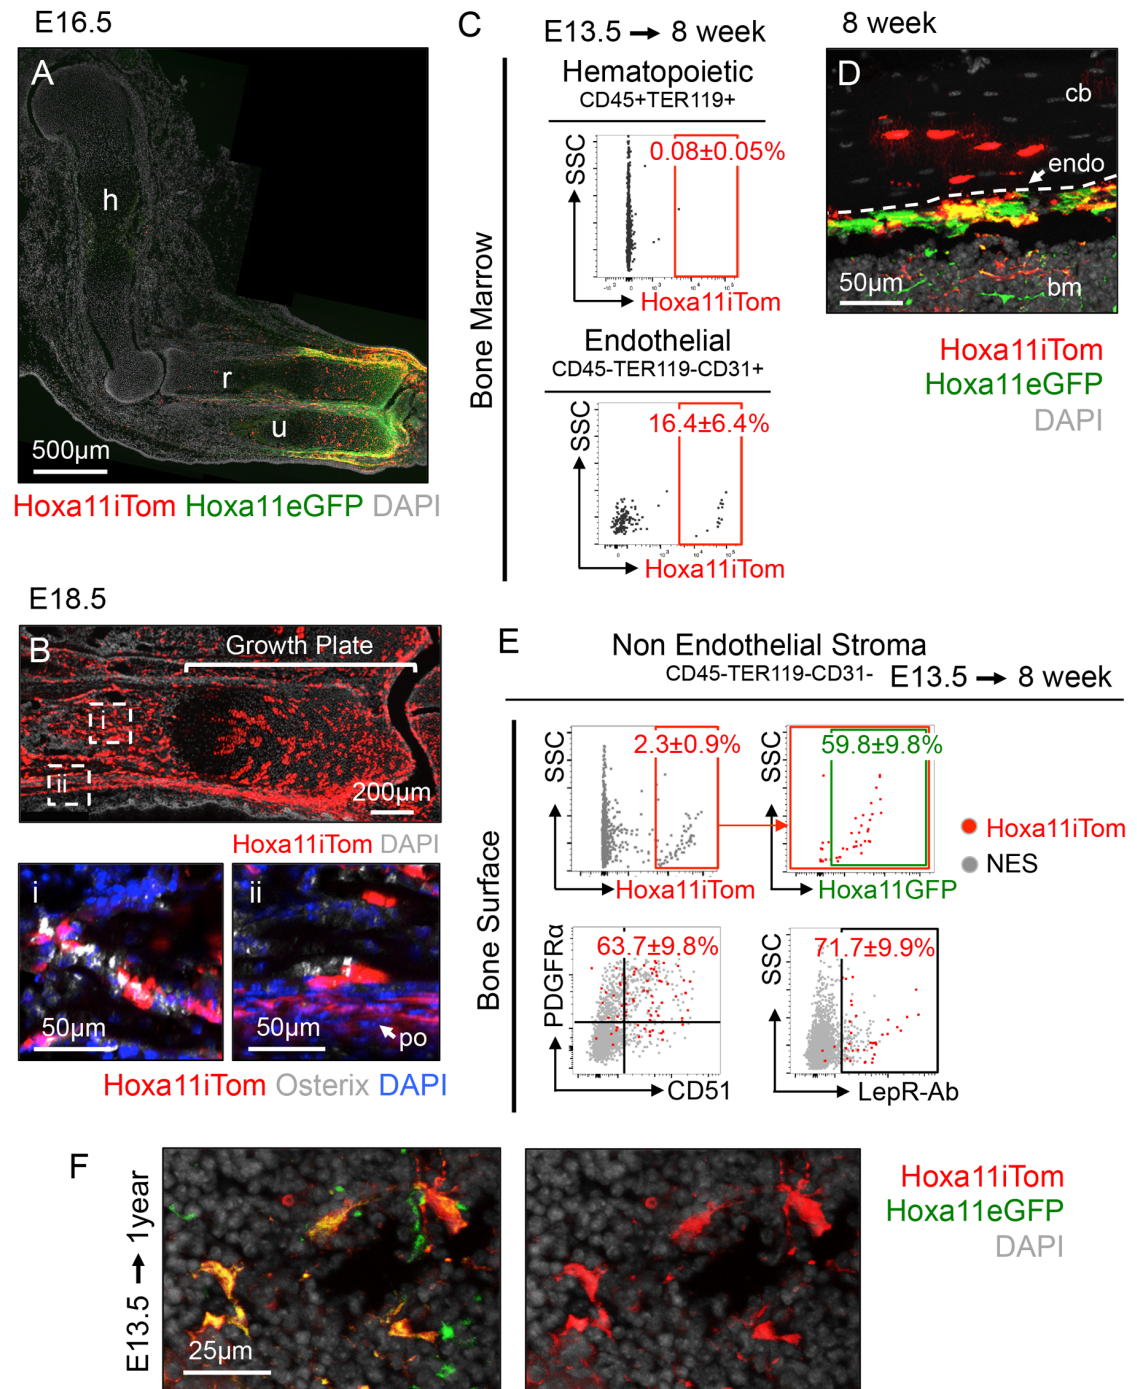 E16.5
A
h
r
u
500µm
Hoxa11iTom Hoxa11eGFP DAPI
E18.5
B
Growth Plate
i
ii
200µm
Hoxa11iTom DAPI
i
50µm
ii
50µm
po
Hoxa11iTom Osterix DAPI
C
E13.5 → 8 week
Bone Marrow
Hematopoietic
CD45+TER119+
SSC
0.08±0.05%
Hoxa11iTom
Endothelial
CD45-TER119-CD31+
SSC
16.4±6.4%
Hoxa11iTom
8 week
D
cb
endo
50µm
bm
Hoxa11iTom
Hoxa11eGFP
DAPI
E
Non Endothelial Stroma
CD45-TER119-CD31- E13.5 → 8 week
Bone Surface
SSC
2.3±0.9%
Hoxa11iTom
SSC
59.8±9.8%
Hoxa11GFP
Hoxa11iTom
NES
PDGFRα
63.7±9.8%
CD51
SSC
71.7±9.9%
LepR-Ab
F
E13.5 → 1year
25µm
Hoxa11iTom
Hoxa11eGFP
DAPI